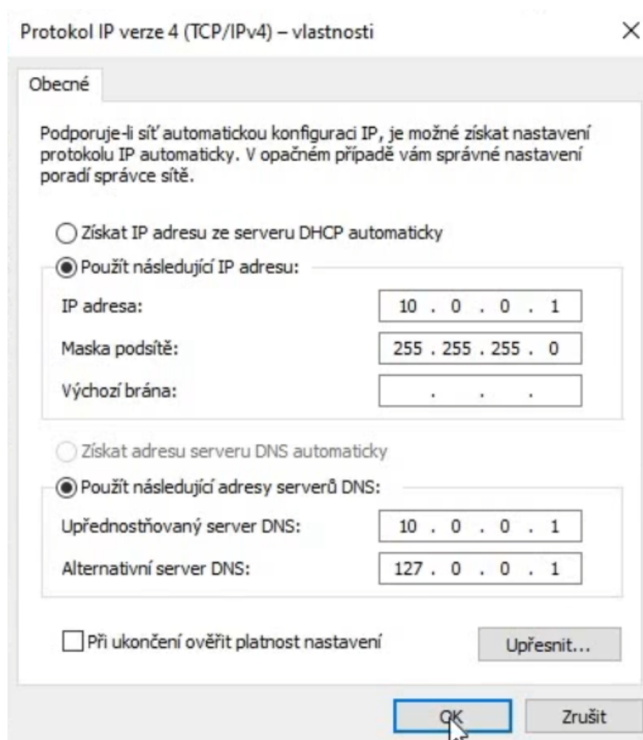 Protokol IP verze 4 (TCP/IPv4) – vlastnosti
Obecné
Podporuje-li síť automatickou konfiguraci IP, je možné získat nastavení
protokolu IP automaticky. V opačném případě vám správné nastavení
poradí správce sítě.
Získat IP adresu ze serveru DHCP automaticky
Použít následující IP adresu:
IP adresa: 10 . 0 . 0 . 1
Maska podsítě: 255 . 255 . 255 . 0
Výchozí brána: . . .
Získat adresu serveru DNS automaticky
Použít následující adresy serverů DNS:
Upřednostňovaný server DNS: 10 . 0 . 0 . 1
Alternativní server DNS: 127 . 0 . 0 . 1
Při ukončení ověřit platnost nastavení
Upřesnit...
OK Zrušit